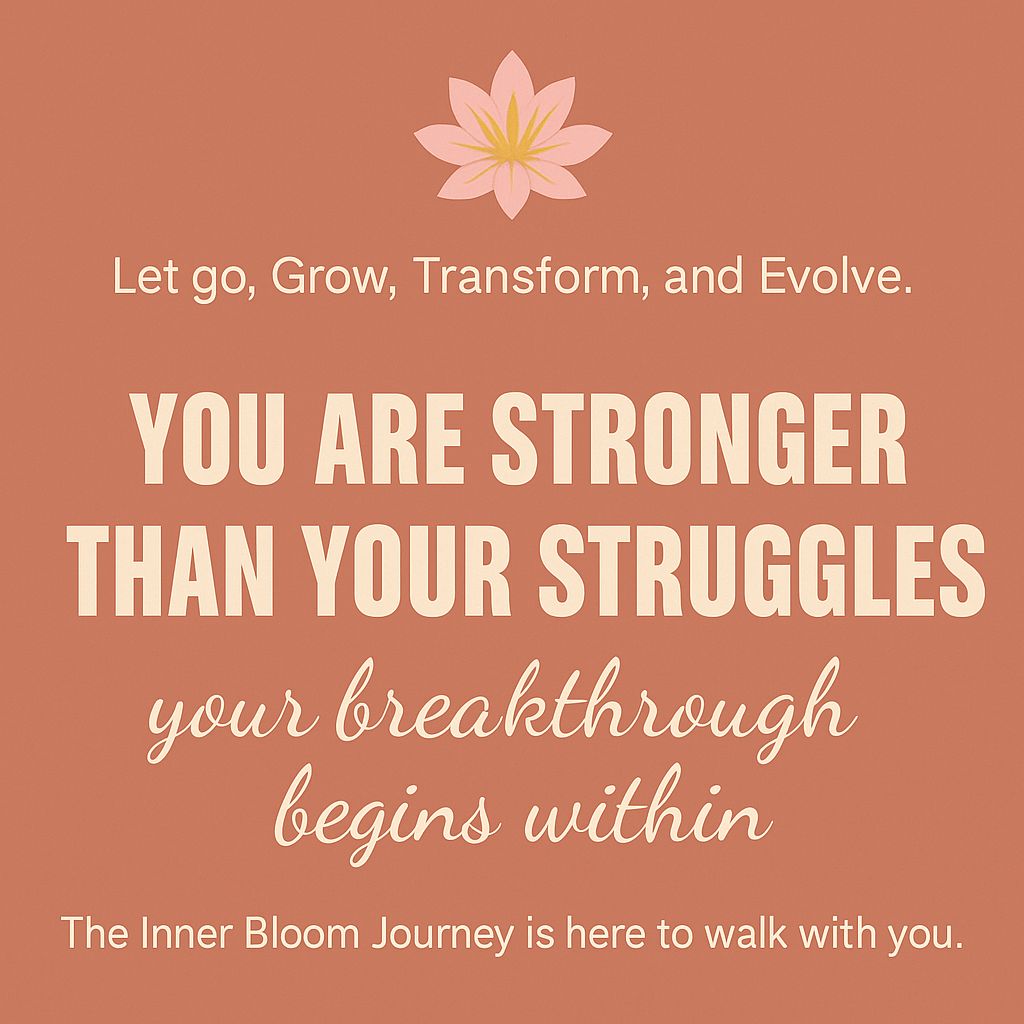 Let go, Grow, Transform, and Evolve.
YOU ARE STRONGER
THAN YOUR STRUGGLES
your breakthrough
begins within
The Inner Bloom Journey is here to walk with you.